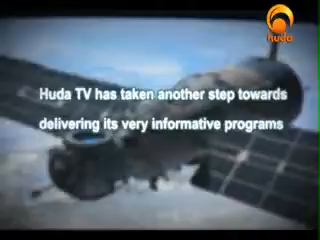 huda
Huda TV has taken another step towards
delivering its very informative programs